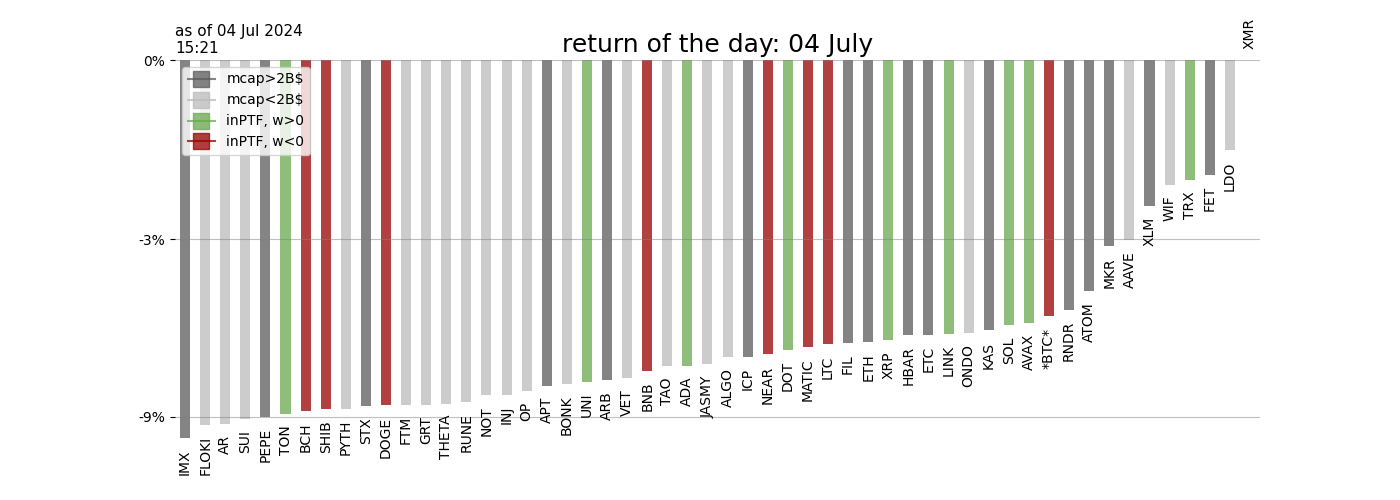 as of 04 Jul 2024
15:21
return of the day: 04 July
XMR
0%
-3%
-9%
mcap>2B$
mcap<2B$
inPTF, w>0
inPTF, w<0
IMX
FLOKI
AR
SUI
PEPE
TON
BCH
SHIB
PYTH
STX
DOGE
FTM
GRT
THETA
RUNE
NOT
INJ
OP
APT
BONK
UNI
ARB
VET
BNB
TAO
ADA
JASMY
ALGO
ICP
NEAR
DOT
MATIC
LTC
FIL
ETH
XRP
HBAR
ETC
LINK
ONDO
KAS
SOL
AVAX
*BTC*
RNDR
ATOM
MKR
AAVE
XLM
WIF
TRX
FET
LDO